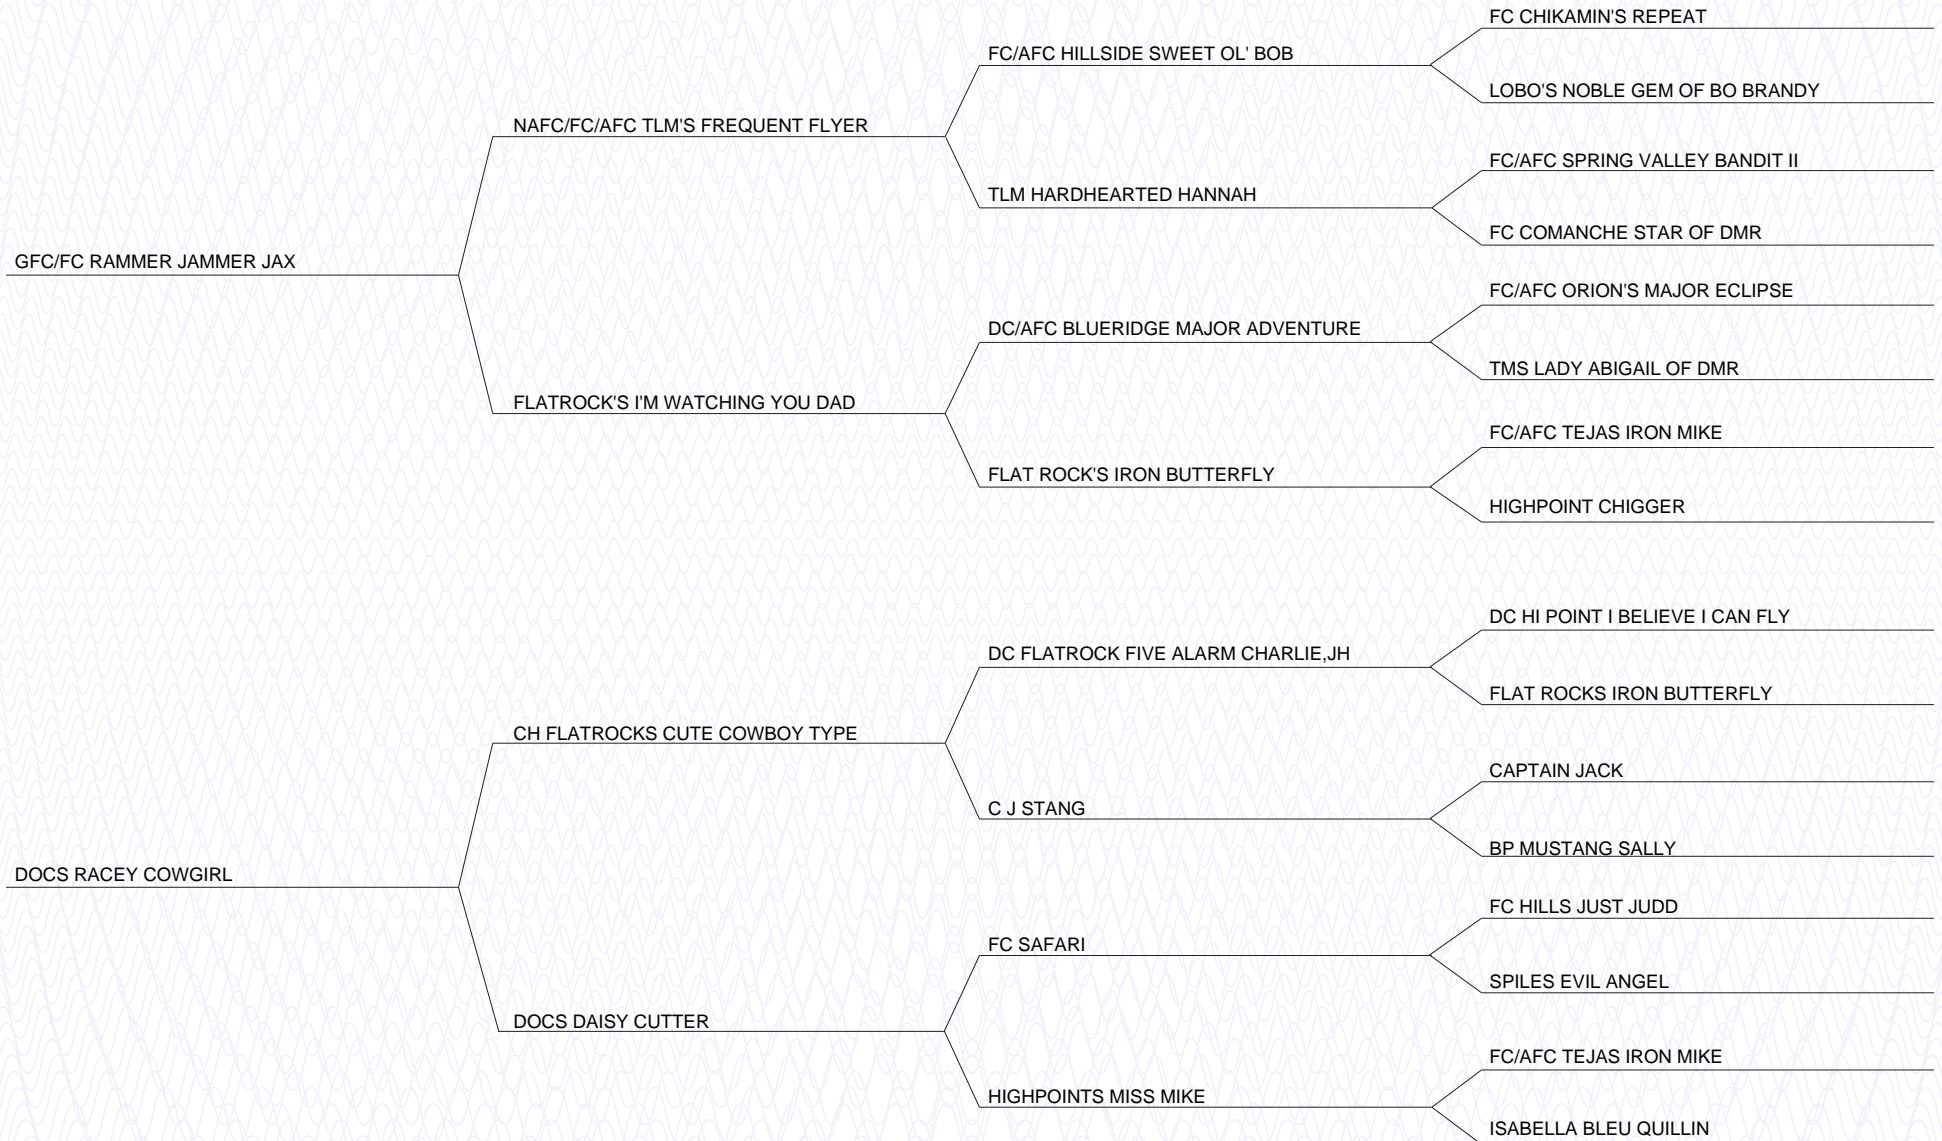 FC CHIKAMIN'S REPEAT
FC/AFC HILLSIDE SWEET OL' BOB
LOBO'S NOBLE GEM OF BO BRANDY
NAFC/FC/AFC TLM'S FREQUENT FLYER
FC/AFC SPRING VALLEY BANDIT II
TLM HARDHEARTED HANNAH
FC COMANCHE STAR OF DMR
GFC/FC RAMMER JAMMER JAX
FC/AFC ORION'S MAJOR ECLIPSE
DC/AFC BLUERIDGE MAJOR ADVENTURE
TMS LADY ABIGAIL OF DMR
FLATROCK'S I'M WATCHING YOU DAD
FC/AFC TEJAS IRON MIKE
FLAT ROCK'S IRON BUTTERFLY
HIGHPOINT CHIGGER
DC HI POINT I BELIEVE I CAN FLY
DC FLATROCK FIVE ALARM CHARLIE,JH
FLAT ROCKS IRON BUTTERFLY
CH FLATROCKS CUTE COWBOY TYPE
CAPTAIN JACK
C J STANG
BP MUSTANG SALLY
DOCS RACEY COWGIRL
FC HILLS JUST JUDD
FC SAFARI
SPILES EVIL ANGEL
DOCS DAISY CUTTER
FC/AFC TEJAS IRON MIKE
HIGHPOINTS MISS MIKE
ISABELLA BLEU QUILLIN